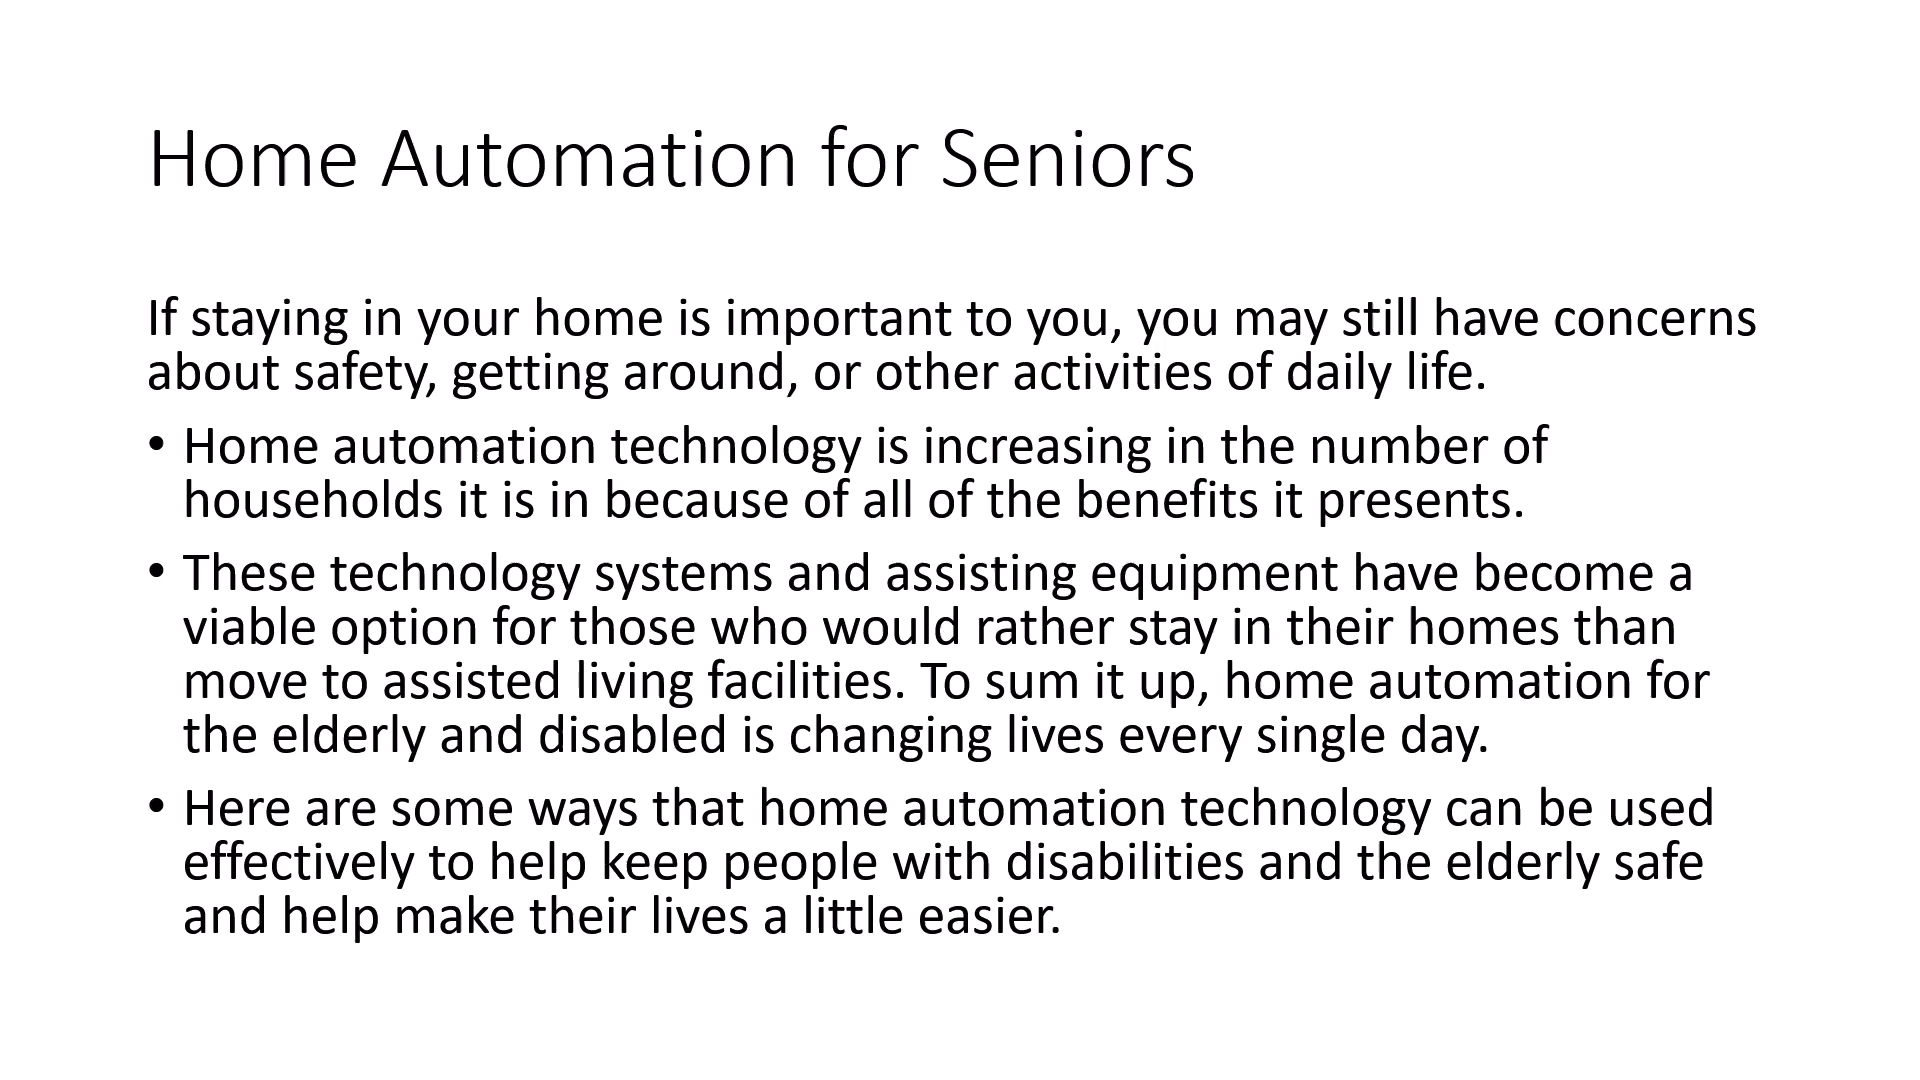 Home Automation for Seniors
If staying in your home is important to you, you may still have concerns
about safety, getting around, or other activities of daily life.
• Home automation technology is increasing in the number of
households it is in because of all of the benefits it presents.
• These technology systems and assisting equipment have become a
viable option for those who would rather stay in their homes than
move to assisted living facilities. To sum it up, home automation for
the elderly and disabled is changing lives every single day.
• Here are some ways that home automation technology can be used
effectively to help keep people with disabilities and the elderly safe
and help make their lives a little easier.